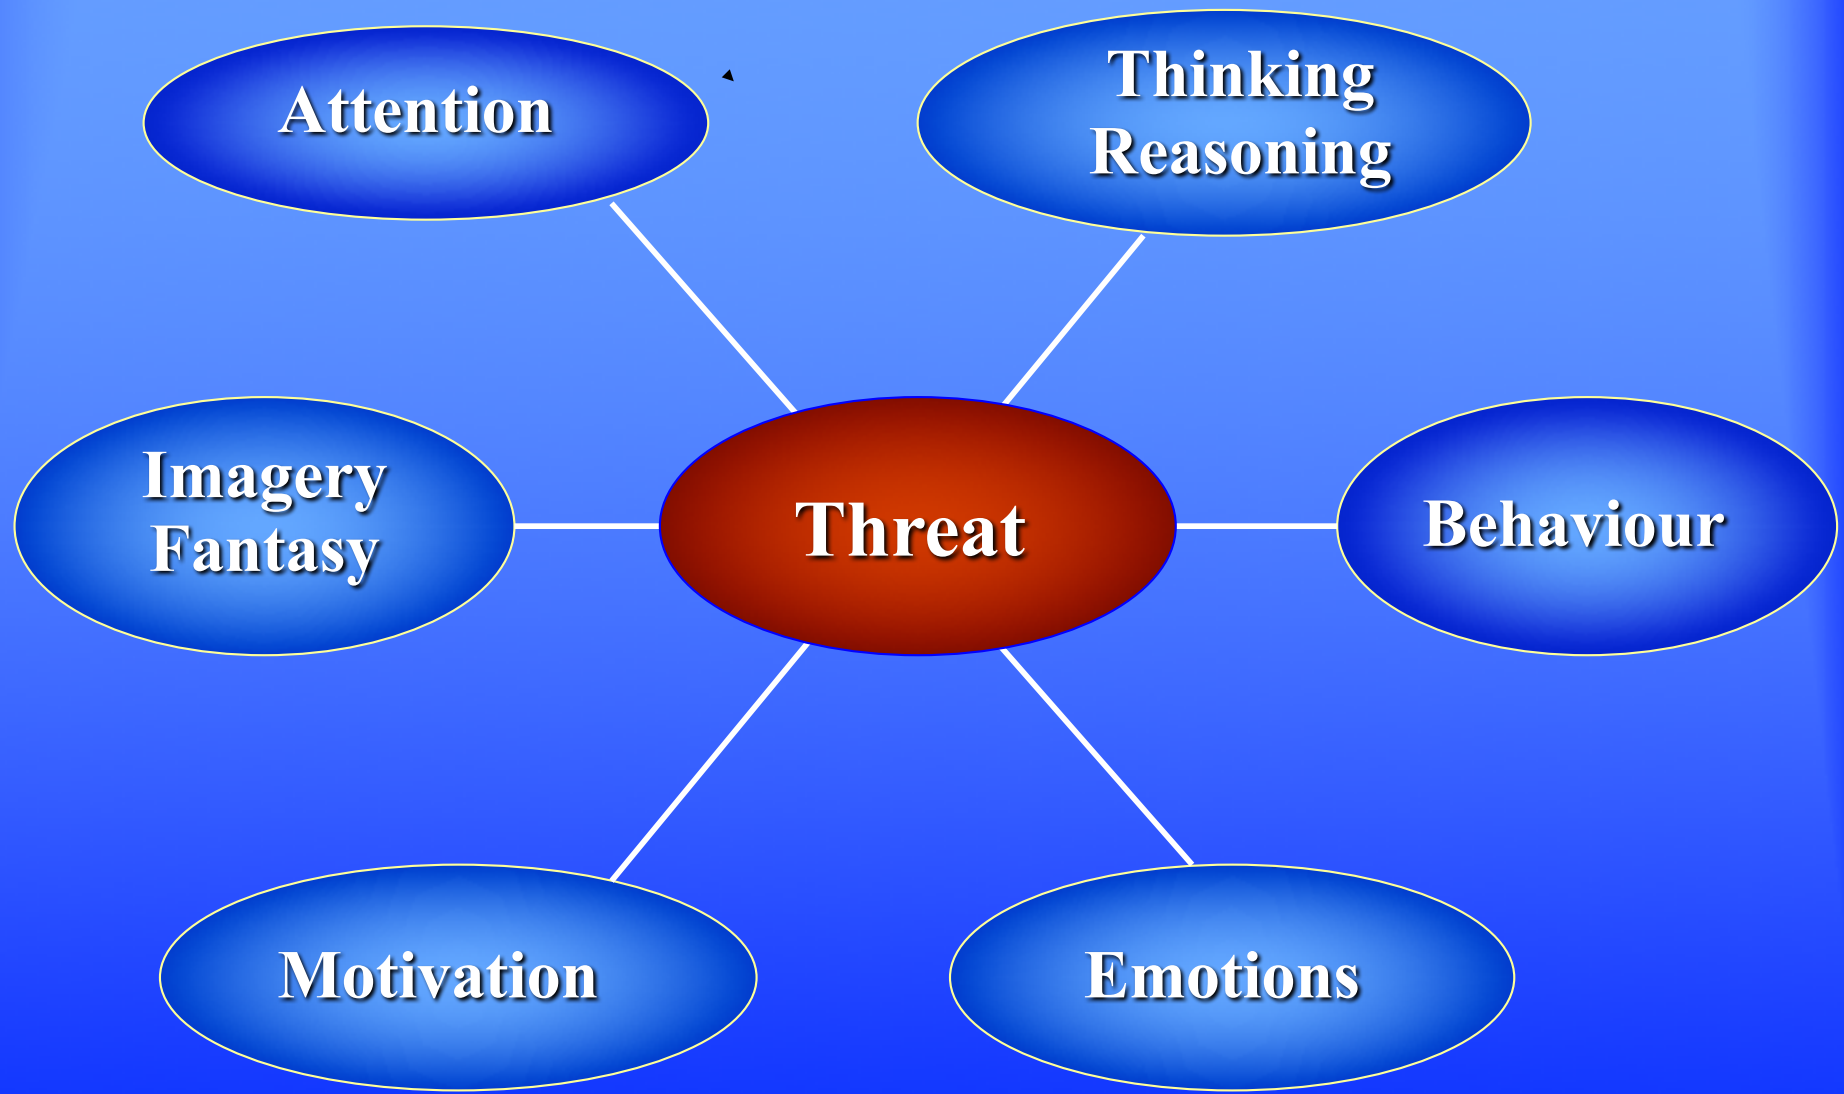 Attention
Thinking
Reasoning
Imagery
Fantasy
Threat
Behaviour
Motivation
Emotions